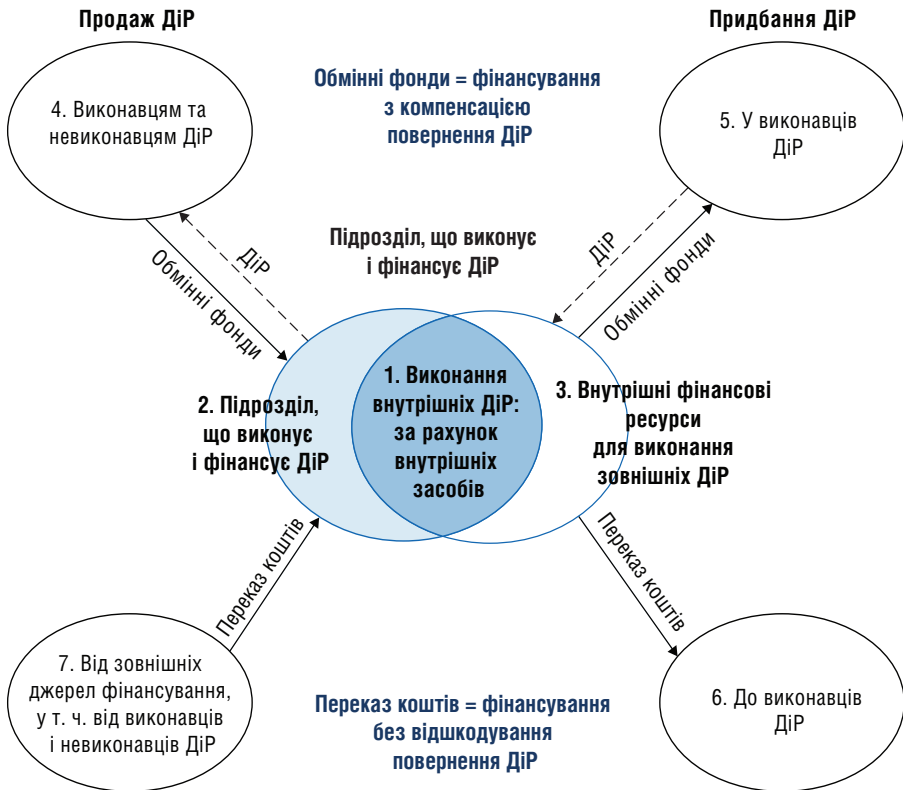 Продаж ДіР
Придбання ДіР
4. Виконавцям та
невиконавцям ДіР
Обмінні фонди = фінансування
з компенсацією
повернення ДіР
5. У виконавців
ДіР
ДіР
Обмінні фонди
Підрозділ, що виконує
і фінансує ДіР
ДіР
Обмінні фонди
2. Підрозділ,
що виконує
і фінансує ДіР
1. Виконання
внутрішніх ДіР:
за рахунок
внутрішніх
засобів
3. Внутрішні фінансові
ресурси
для виконання
зовнішніх ДіР
Переказ коштів
Переказ коштів
7. Від зовнішніх
джерел фінансування,
у т. ч. від виконавців
і невиконавців ДіР
Переказ коштів = фінансування
без відшкодування
повернення ДіР
6. До виконавців
ДіР